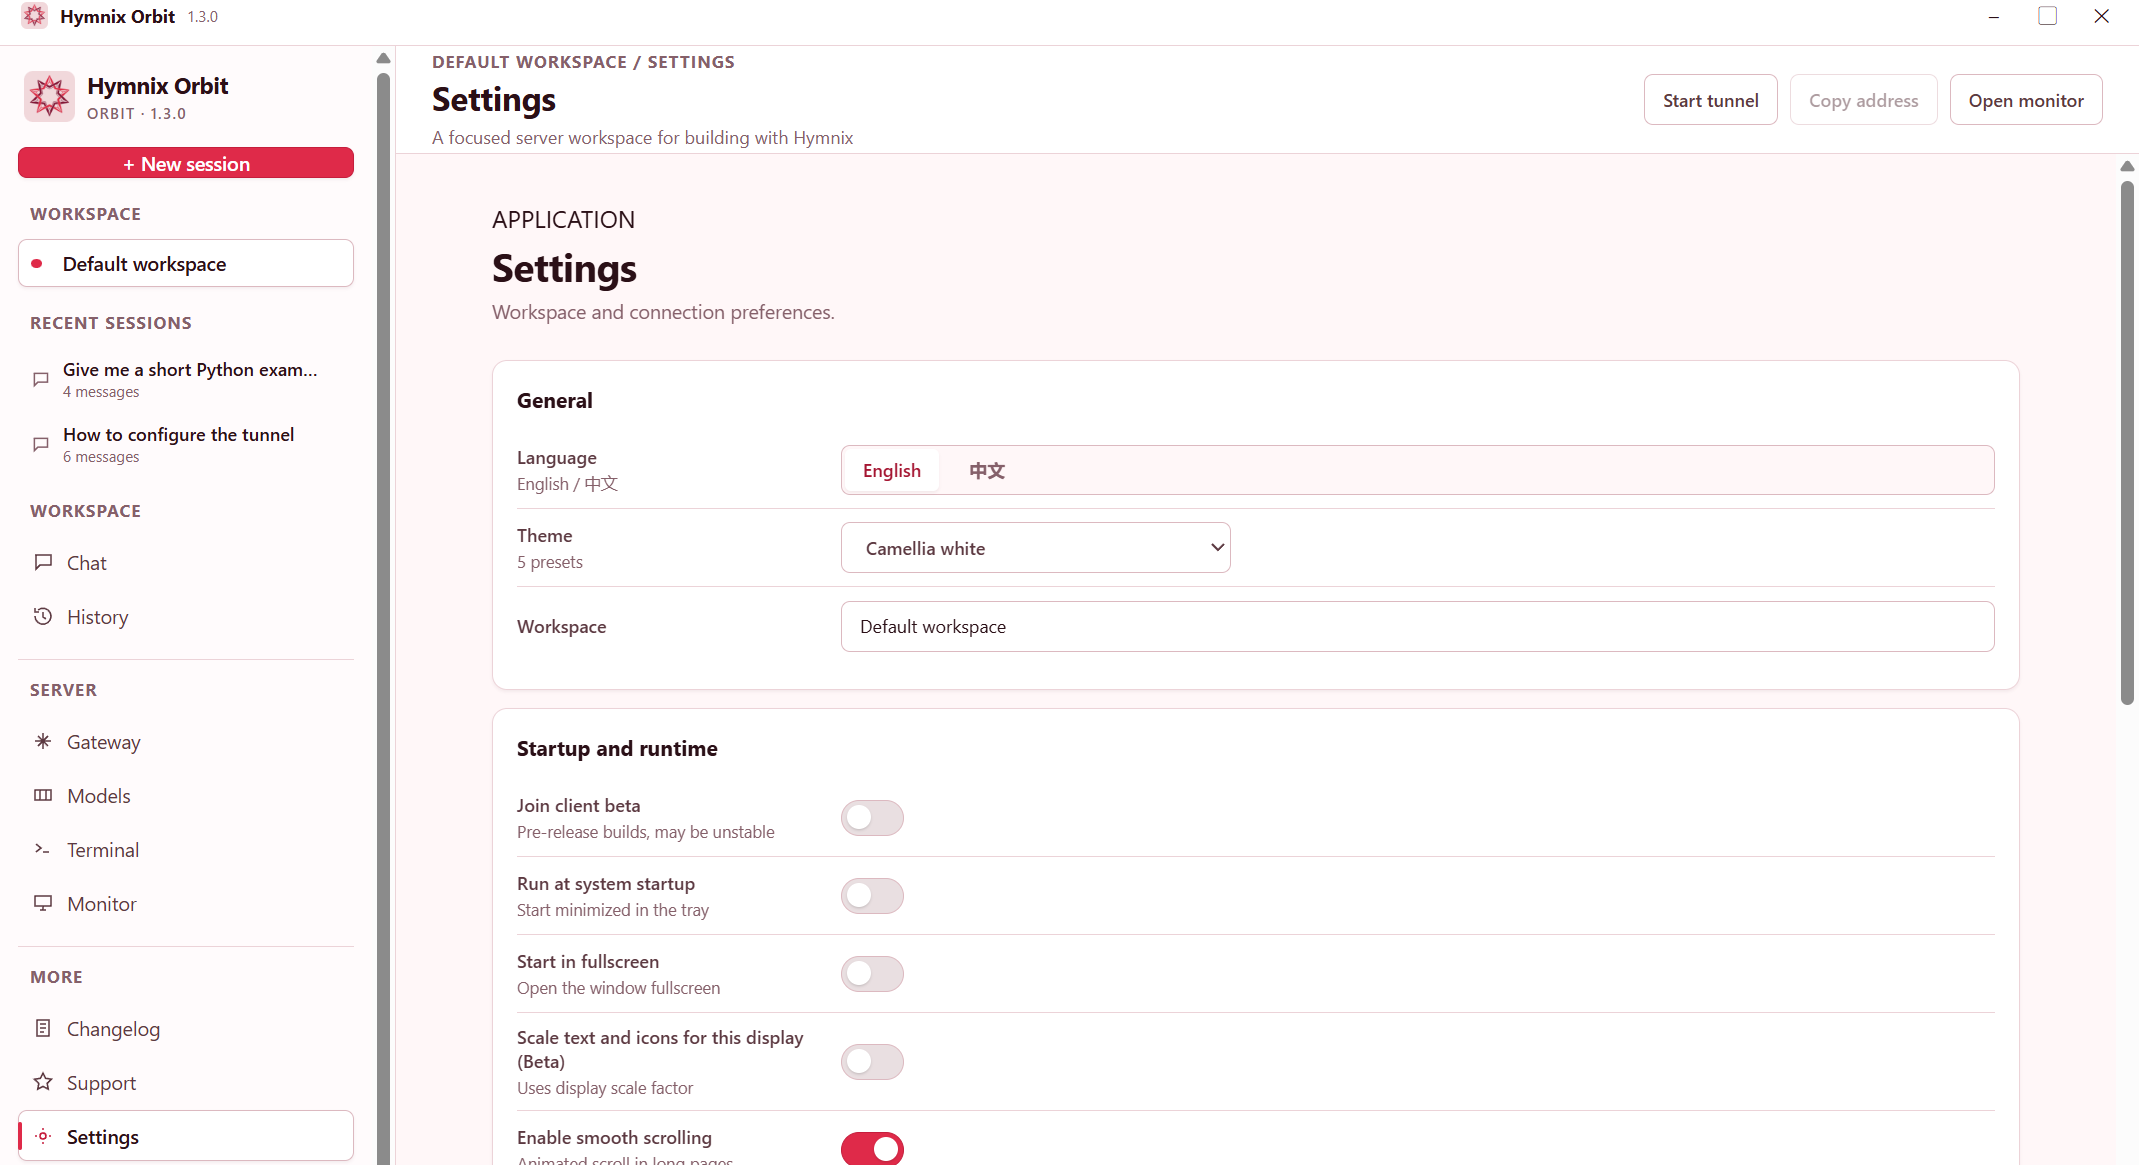 Hymnix Orbit 1.3.0
Hymnix Orbit
ORBIT · 1.3.0
+ New session
WORKSPACE
Default workspace
RECENT SESSIONS
Give me a short Python exam...
4 messages
How to configure the tunnel
6 messages
WORKSPACE
Chat
History
SERVER
Gateway
Models
Terminal
Monitor
MORE
Changelog
Support
Settings
DEFAULT WORKSPACE / SETTINGS
Settings
A focused server workspace for building with Hymnix
Start tunnel
Copy address
Open monitor
APPLICATION
Settings
Workspace and connection preferences.
General
Language
English / 中文
English 中文
Theme
5 presets
Camellia white
Workspace
Default workspace
Startup and runtime
Join client beta
Pre-release builds, may be unstable
Run at system startup
Start minimized in the tray
Start in fullscreen
Open the window fullscreen
Scale text and icons for this display
(Beta)
Uses display scale factor
Enable smooth scrolling
Animated scroll in long pages